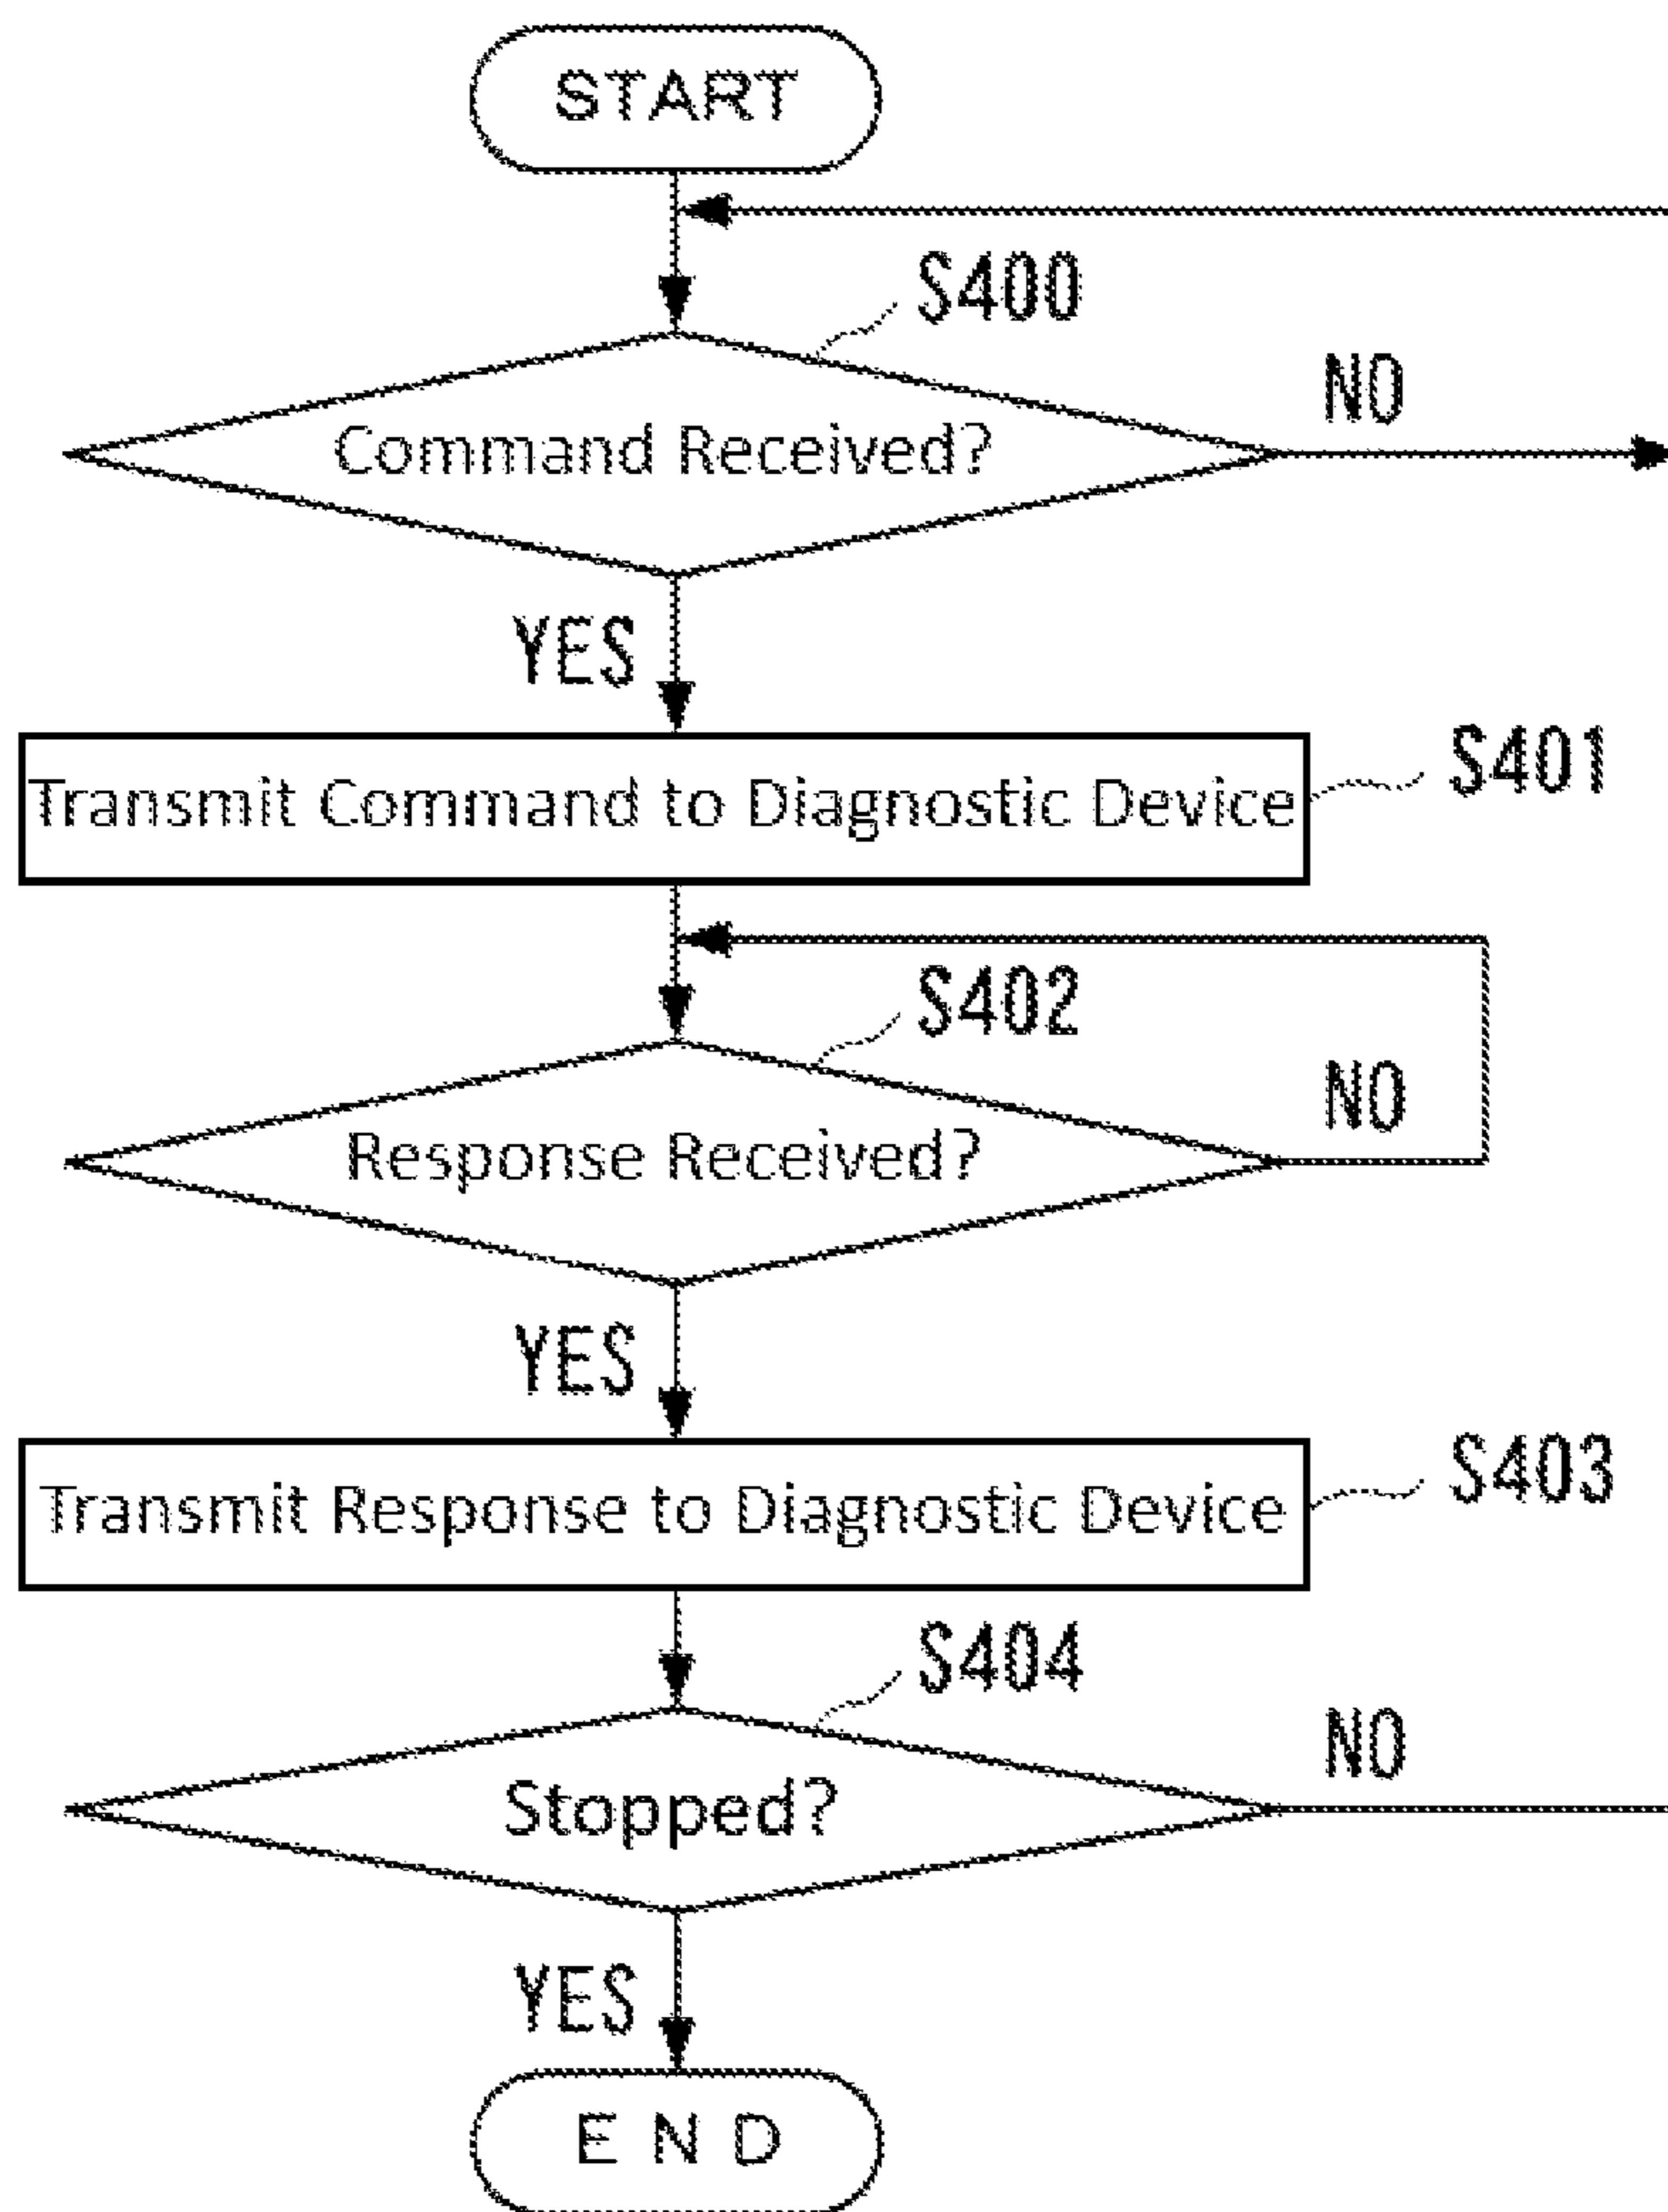 START
S400
Command Received?
NO
YES
Transmit Command to Diagnostic Device
S401
S402
Response Received?
NO
YES
Transmit Response to Diagnostic Device
S403
S404
Stopped?
NO
YES
END